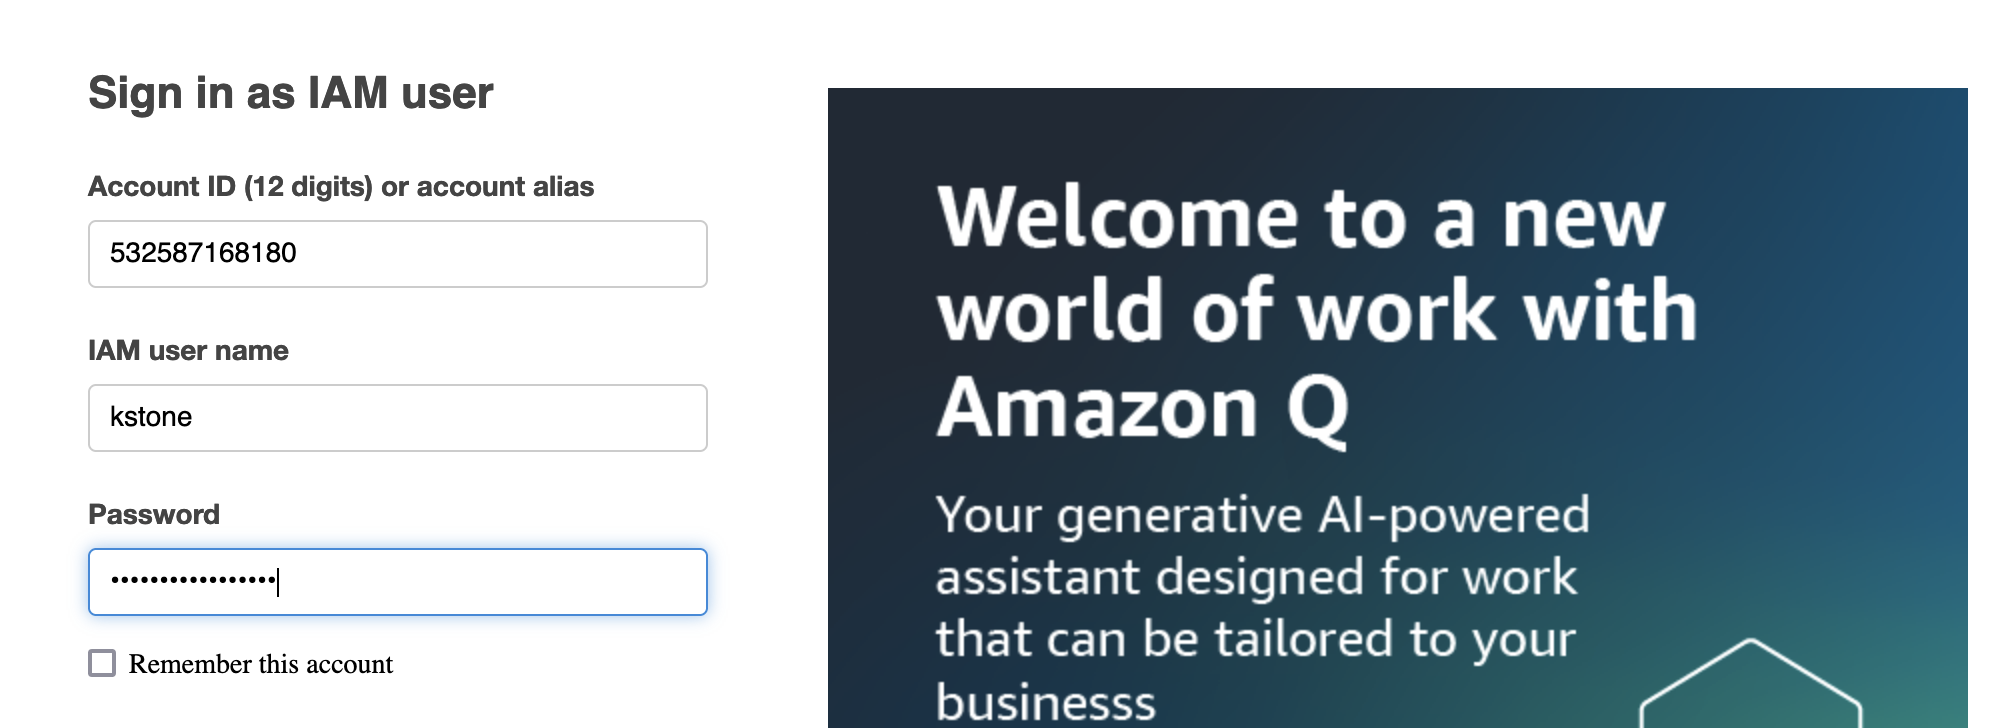 Sign in as IAM user
Account ID (12 digits) or account alias
532587168180
IAM user name
kstone
Password
•••••••••••••••••
Remember this account
Welcome to a new
world of work with
Amazon Q
Your generative AI-powered
assistant designed for work
that can be tailored to your
businesss